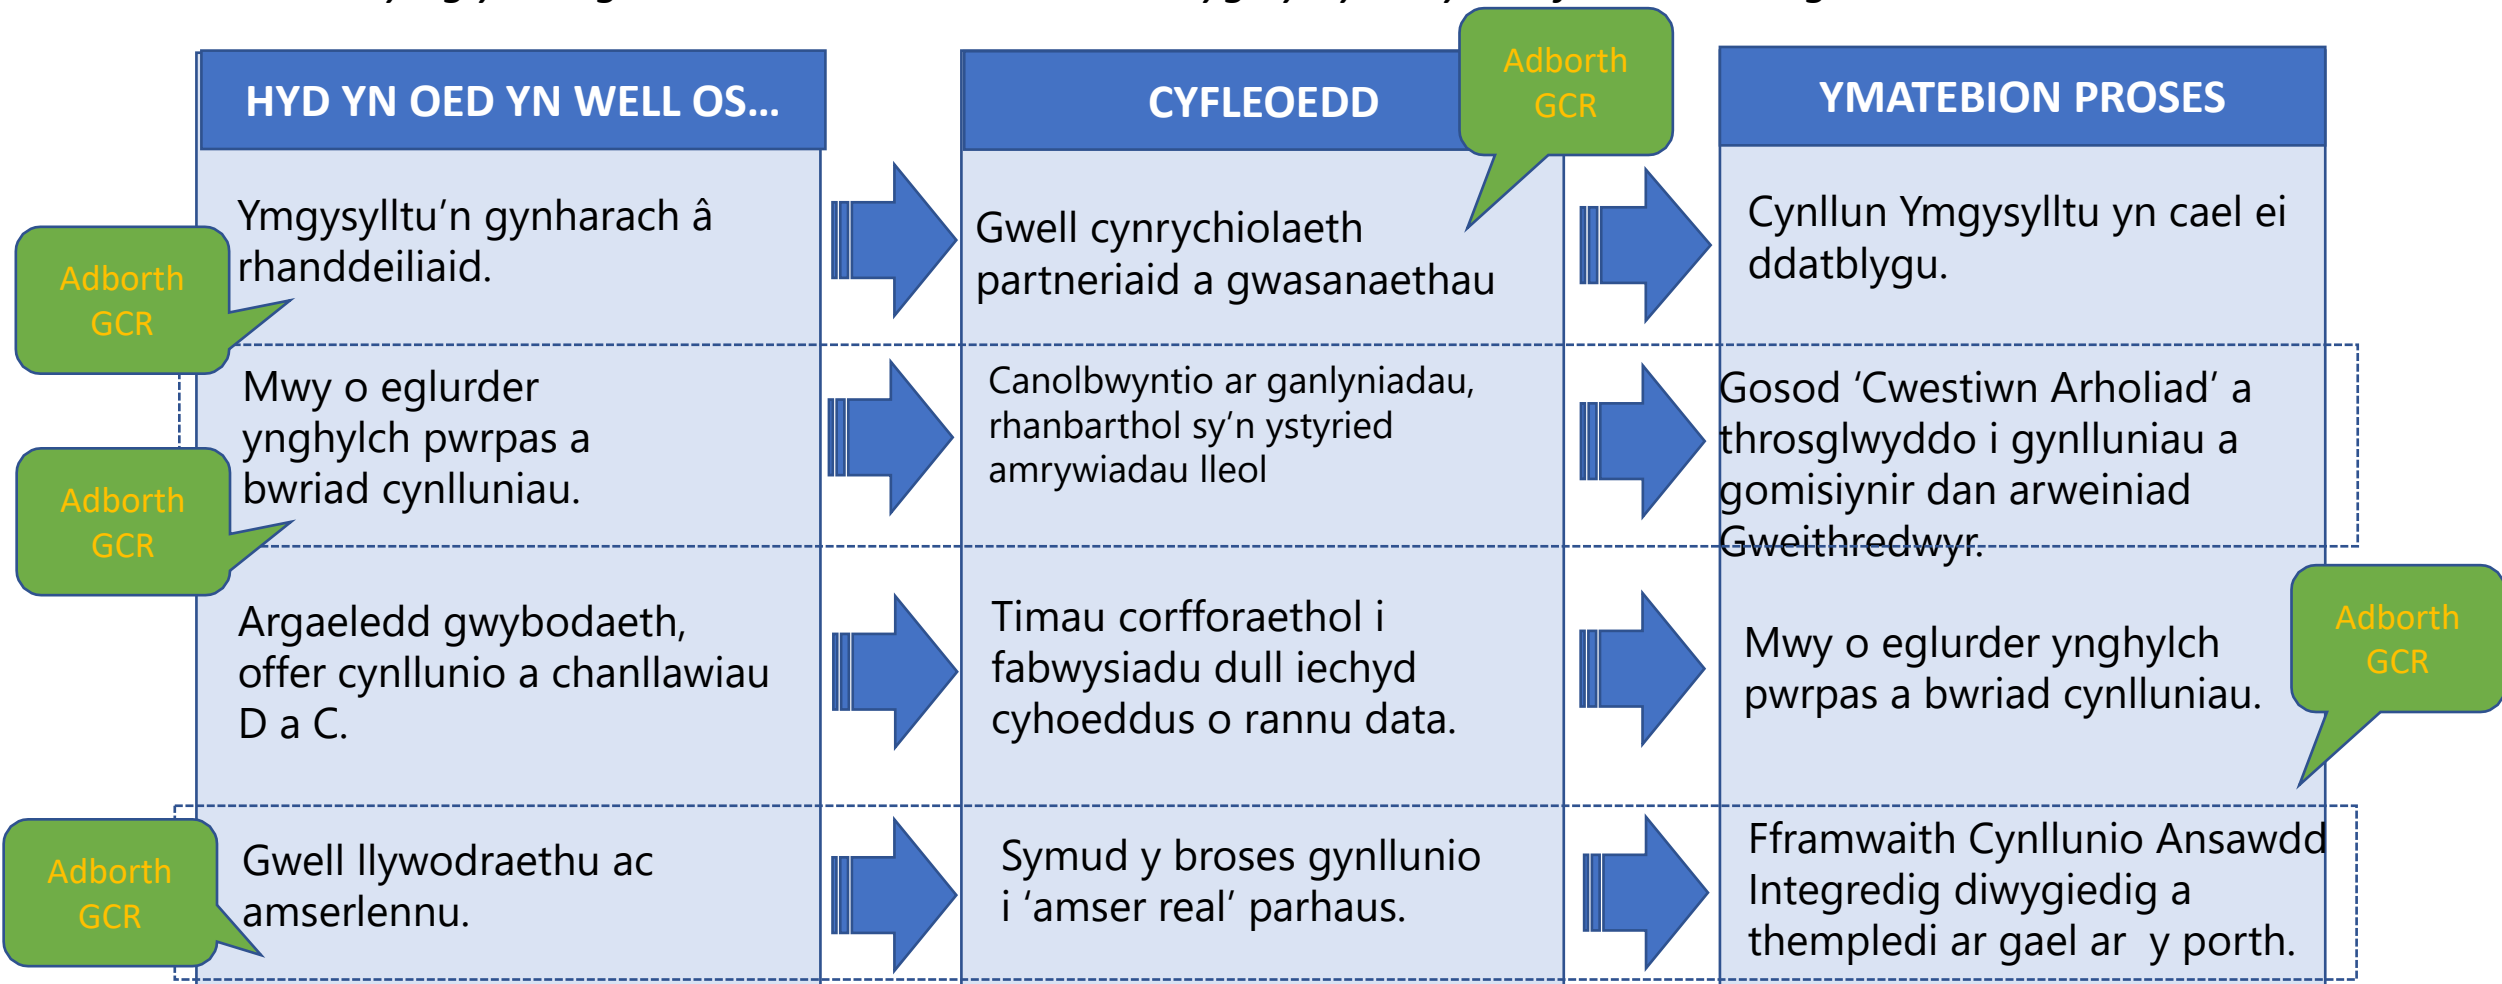 HYD YN OED YN WELL OS...
CYFLEOEDD
Adborth
GCR
YMATEBION PROSES
Ymgysylltu’n gynharach â
rhanddeiliaid.
Gwell cynrychiolaeth
partneriaid a gwasanaethau
Cynllun Ymgysylltu yn cael ei
ddatblygu.
Adborth
GCR
Mwy o eglurder
ynghylch pwrpas a
bwriad cynlluniau.
Canolbwyntio ar ganlyniadau,
rhanbarthol sy’n ystyried
amrywiadau lleol
Gosod ‘Cwestiwn Arholiad’ a
throsglwyddo i gynlluniau a
gomisiynir dan arweiniad
Gweithredwyr.
Adborth
GCR
Argaeledd gwybodaeth,
offer cynllunio a chanllawiau
D a C.
Timau corfforaethol i
fabwysiadu dull iechyd
cyhoeddus o rannu data.
Mwy o eglurder ynghylch
pwrpas a bwriad cynlluniau.
Adborth
GCR
Adborth
GCR
Gwell llywodraethu ac
amserlennu.
Symud y broses gynllunio
i ‘amser real’ parhaus.
Fframwaith Cynllunio Ansawdd
Integredig diwygiedig a
thempledi ar gael ar  y porth.